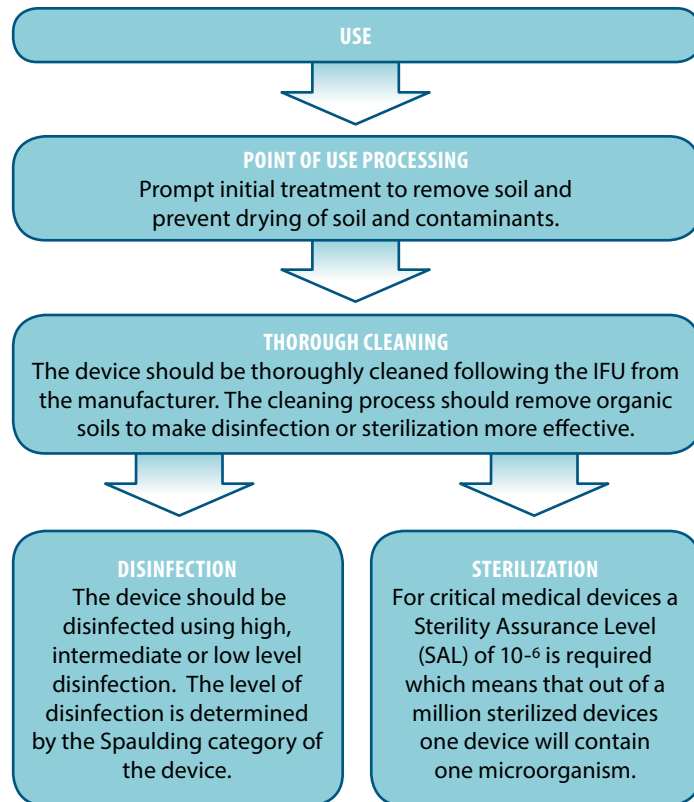 USE
POINT OF USE PROCESSING
Prompt initial treatment to remove soil and
prevent drying of soil and contaminants.
THOROUGH CLEANING
The device should be thoroughly cleaned following the IFU from
the manufacturer. The cleaning process should remove organic
soils to make disinfection or sterilization more effective.
DISINFECTION
The device should be
disinfected using high,
intermediate or low level
disinfection. The level of
disinfection is determined
by the Spaulding category of
the device.
STERILIZATION
For critical medical devices a
Sterility Assurance Level
(SAL) of 10-⁶ is required
which means that out of a
million sterilized devices
one device will contain
one microorganism.